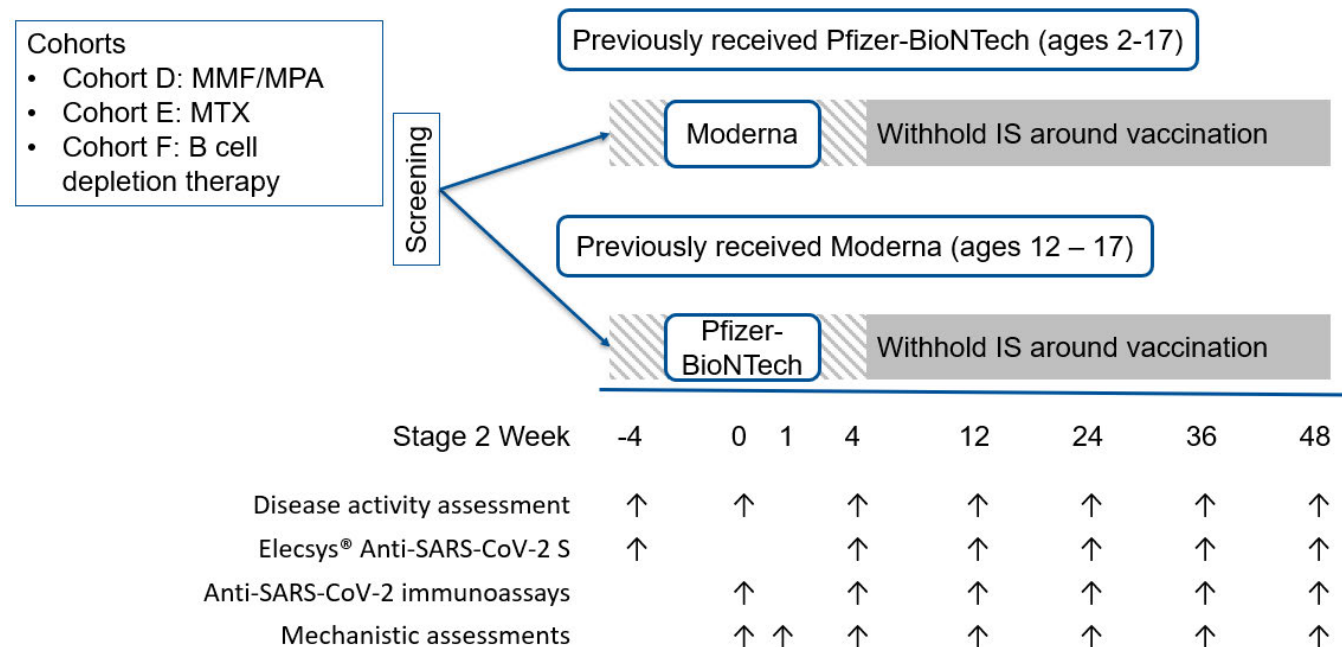 Cohorts
• Cohort D: MMF/MPA
• Cohort E: MTX
• Cohort F: B cell
depletion therapy
Screening
Previously received Pfizer-BioNTech (ages 2-17)
Moderna
Withhold IS around vaccination
Previously received Moderna (ages 12 – 17)
Pfizer-
BioNTech
Withhold IS around vaccination
Stage 2 Week -4 0 1 4 12 24 36 48
Disease activity assessment ↑ ↑ ↑ ↑ ↑ ↑ ↑
Elecsys® Anti-SARS-CoV-2 S ↑ ↑ ↑ ↑ ↑ ↑
Anti-SARS-CoV-2 immunoassays ↑ ↑ ↑ ↑ ↑ ↑
Mechanistic assessments ↑ ↑ ↑ ↑ ↑ ↑ ↑